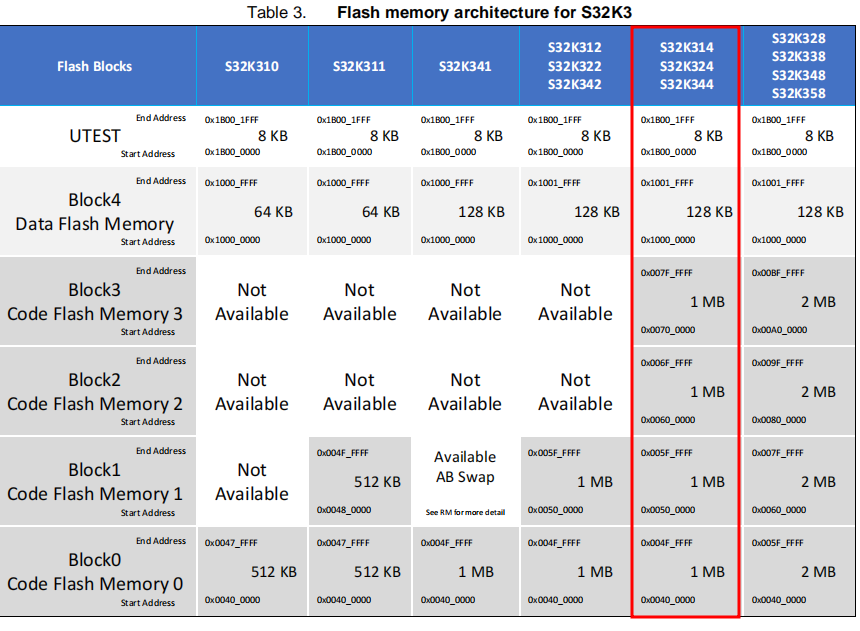 Table 3. Flash memory architecture for S32K3
Flash Blocks S32K310 S32K311 S32K341 S32K312 S32K322 S32K342 S32K314 S32K324 S32K344 S32K328 S32K338 S32K348 S32K358
End Address 0x1B00_1FFF 0x1B00_1FFF 0x1B00_1FFF 0x1B00_1FFF 0x1B00_1FFF 0x1B00_1FFF
UTEST 8 KB 8 KB 8 KB 8 KB 8 KB 8 KB
Start Address 0x1B00_0000 0x1B00_0000 0x1B00_0000 0x1B00_0000 0x1B00_0000 0x1B00_0000
End Address 0x1000_FFFF 0x1000_FFFF 0x1000_FFFF 0x1001_FFFF 0x1001_FFFF 0x1001_FFFF
Block4
Data Flash Memory 64 KB 64 KB 128 KB 128 KB 128 KB 128 KB
Start Address 0x1000_0000 0x1000_0000 0x1000_0000 0x1000_0000 0x1000_0000 0x1000_0000
End Address 0x007F_FFFF 0x00BF_FFFF
Block3 Not Not Not Not 1 MB 2 MB
Code Flash Memory 3 Available Available Available Available
Start Address 0x0070_0000 0x00A0_0000
End Address 0x006F_FFFF 0x009F_FFFF
Block2 Not Not Not Not 1 MB 2 MB
Code Flash Memory 2 Available Available Available Available
Start Address 0x0060_0000 0x0080_0000
End Address 0x004F_FFFF 0x005F_FFFF 0x005F_FFFF 0x007F_FFFF
Block1 Not 512 KB Available AB Swap 1 MB 1 MB 2 MB
Code Flash Memory 1 Available
Start Address 0x0048_0000 See RM for more detail 0x0050_0000 0x0050_0000 0x0060_0000
End Address 0x0047_FFFF 0x0047_FFFF 0x004F_FFFF 0x004F_FFFF 0x004F_FFFF 0x005F_FFFF
Block0
Code Flash Memory 0 512 KB 512 KB 1 MB 1 MB 1 MB 2 MB
Start Address 0x0040_0000 0x0040_0000 0x0040_0000 0x0040_0000 0x0040_0000 0x0040_0000